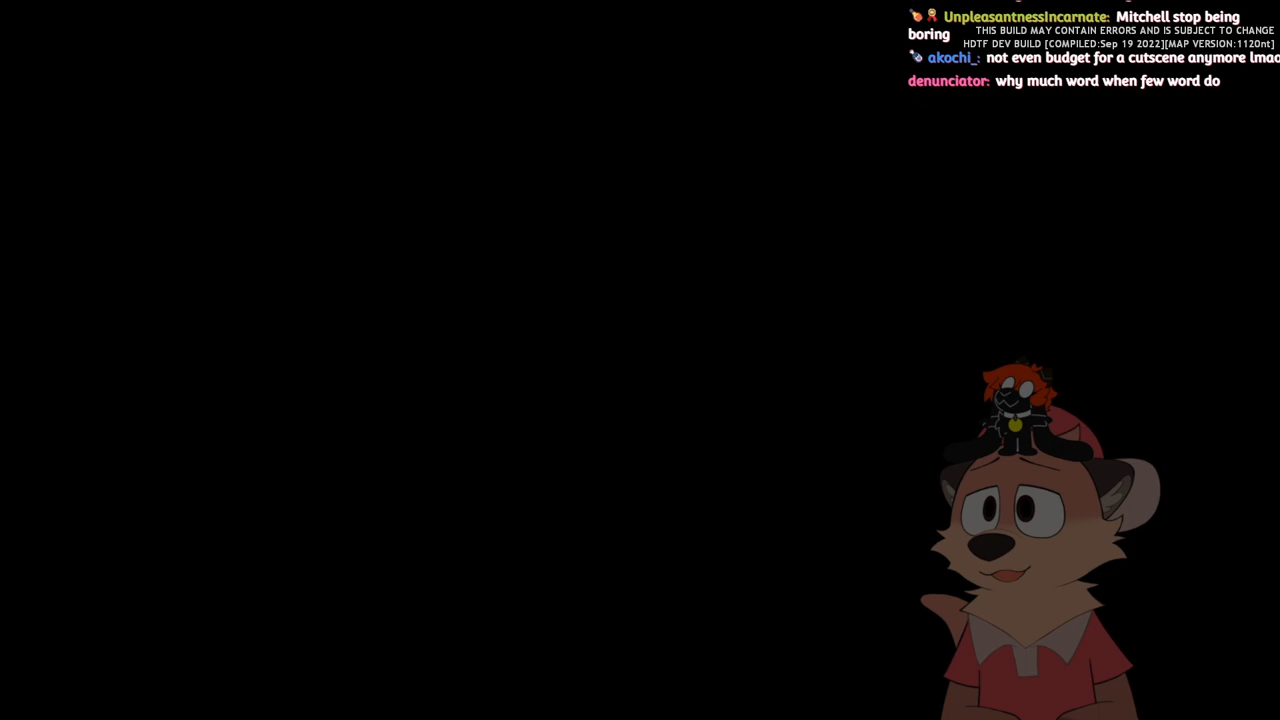 UnpleasantnessIncarnate: Mitchell stop being
boring
THIS BUILD MAY CONTAIN ERRORS AND IS SUBJECT TO CHANGE
HDTF DEV BUILD [COMPILED:Sep 19 2022][MAP VERSION:1120nt]
akochi_: not even budget for a cutscene anymore lmao
denunciator: why much word when few word do